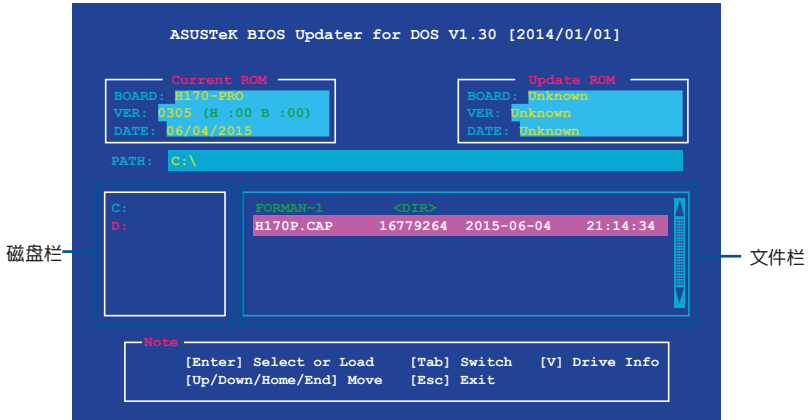 ASUSTeK BIOS Updater for DOS V1.30 [2014/01/01]
Current ROM
BOARD: H170-PRO
VER: 0305 (H :00 B :00)
DATE: 06/04/2015
Update ROM
BOARD: Unknown
VER: Unknown
DATE: Unknown
PATH: C:\
C:
D:
FORMAN~1 <DIR>
H170P.CAP 16779264 2015-06-04 21:14:34
磁盘栏
文件栏
Note
[Enter] Select or Load [Tab] Switch [V] Drive Info
[Up/Down/Home/End] Move [Esc] Exit